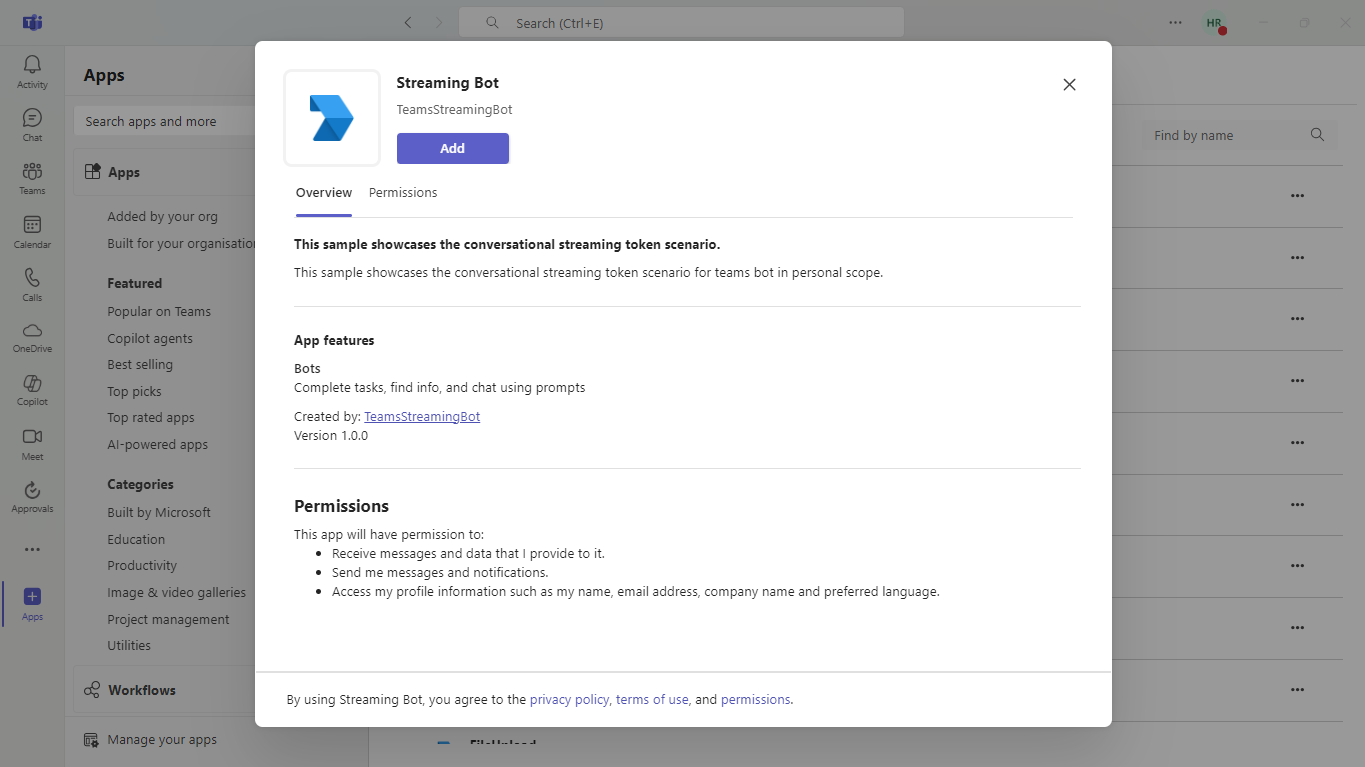 Search (Ctrl+E)
HR
Activity
Chat
Teams
Calendar
Calls
OneDrive
Copilot
Meet
Approvals
Apps
Apps
Search apps and more
Apps
Added by your org
Built for your organisation
Featured
Popular on Teams
Copilot agents
Best selling
Top picks
Top rated apps
AI-powered apps
Categories
Built by Microsoft
Education
Productivity
Image & video galleries
Project management
Utilities
Workflows
Manage your apps
Find by name
Streaming Bot
TeamsStreamingBot
Add
Overview Permissions
This sample showcases the conversational streaming token scenario.
This sample showcases the conversational streaming token scenario for teams bot in personal scope.
App features
Bots
Complete tasks, find info, and chat using prompts
Created by: TeamsStreamingBot
Version 1.0.0
Permissions
This app will have permission to:
• Receive messages and data that I provide to it.
• Send me messages and notifications.
• Access my profile information such as my name, email address, company name and preferred language.
By using Streaming Bot, you agree to the privacy policy, terms of use, and permissions.
FileUpload